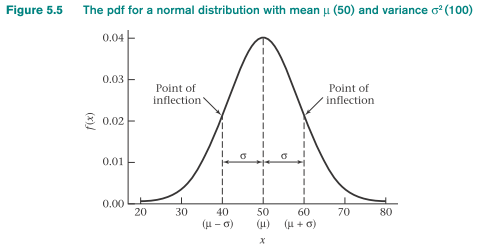 Figure 5.5 The pdf for a normal distribution with mean μ (50) and variance σ² (100)
0.04
Point of
inflection
Point of
inflection
0.03
f(x)
0.02
σ σ
0.01
0.00
20 30 40 50 60 70 80
(μ – σ) (μ) (μ + σ)
x